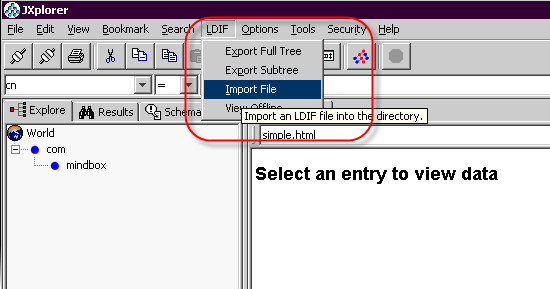 JXplorer
File Edit View Bookmark Search LDIF Options Tools Security Help
Export Full Tree
Export Subtree
Import File
View Offline
Import an LDIF file into the directory.
cn =
Explore Results Schema
simple.html
World
com
mindbox
Select an entry to view data